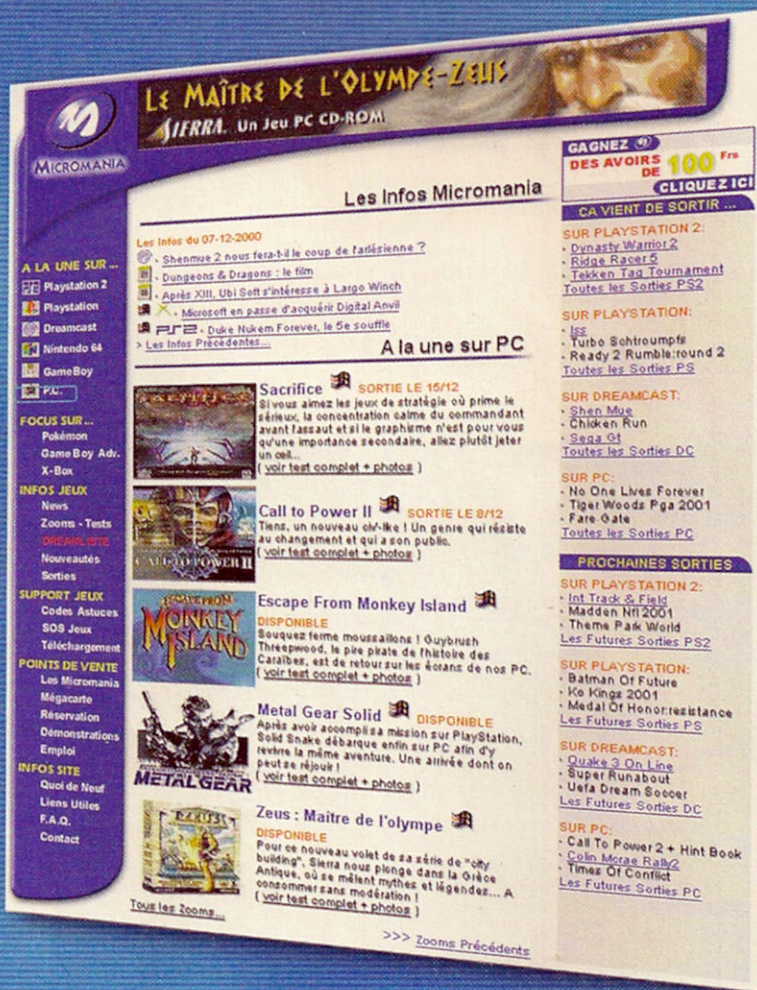 LE MAÎTRE DE L'OLYMPE-ZEUS
SIERRA. Un Jeu PC CD-ROM
MICROMANIA
A LA UNE SUR ...
Playstation 2
Playstation
Dreamcast
Nintendo 64
GameBoy
P.C.
FOCUS SUR...
Pokémon
Game Boy Adv.
X-Box
INFOS JEUX
News
Zooms - Tests
DREAMLISTE
Nouveautés
Sorties
SUPPORT JEUX
Codes Astuces
SOS Jeux
Téléchargement
POINTS DE VENTE
Les Micromania
Mégacarte
Réservation
Démonstrations
Emploi
INFOS SITE
Quoi de Neuf
Liens Utiles
F.A.Q.
Contact
Les Infos Micromania
Les Infos du 07-12-2000
- Shenmue 2 nous fera-t-il le coup de l'arlésienne ?
- Dungeons & Dragons : le film
- Après XIII, Ubi Soft s'intéresse à Largo Winch
- Microsoft en passe d'acquérir Digital Anvil
PS2 - Duke Nukem Forever, le 5e souffle
> Les Infos Précédentes...
A la une sur PC
SACRIFICE
Sacrifice SORTIE LE 15/12
Si vous aimez les jeux de stratégie où prime le
sérieux, la concentration calme du commandant
avant l'assaut et si le graphisme n'est pour vous
qu'une importance secondaire, allez plutôt jeter
un œil...
( voir test complet + photos )
CALL TO POWER II
Call to Power II SORTIE LE 8/12
Tiens, un nouveau civ-like ! Un genre qui résiste
au changement et qui a son public.
( voir test complet + photos )
ESCAPE FROM
MONKEY
ISLAND
Escape From Monkey Island
DISPONIBLE
Souquez ferme moussaillons ! Guybrush
Threepwood, le pire pirate de l'histoire des
Caraïbes, est de retour sur les écrans de nos PC.
( voir test complet + photos )
METAL GEAR
Metal Gear Solid DISPONIBLE
Après avoir accompli sa mission sur PlayStation,
Solid Snake débarque enfin sur PC afin d'y
revivre la même aventure. Une arrivée dont on
peut se réjouir !
( voir test complet + photos )
Zeus : Maitre de l'olympe
DISPONIBLE
Pour ce nouveau volet de sa série de "city
building", Sierra nous plonge dans la Grèce
Antique, où se mêlent mythes et légendes... A
consommer sans modération !
( voir test complet + photos )
Tous les Zooms...
>>> Zooms Précédents
GAGNEZ
DES AVOIRS
DE 100 Frs
CLIQUEZ ICI
CA VIENT DE SORTIR ...
SUR PLAYSTATION 2:
- Dynasty Warrior 2
- Ridge Racer 5
- Tekken Tag Tournament
Toutes les Sorties PS2
SUR PLAYSTATION:
- Iss
- Turbo Schtroumpfs
- Ready 2 Rumble:round 2
Toutes les Sorties PS
SUR DREAMCAST:
- Shen Mue
- Chicken Run
- Sega Gt
Toutes les Sorties DC
SUR PC:
- No One Lives Forever
- Tiger Woods Pga 2001
- Fare Gate
Toutes les Sorties PC
PROCHAINES SORTIES
SUR PLAYSTATION 2:
- Int Track & Field
- Madden Nfl 2001
- Theme Park World
Les Futures Sorties PS2
SUR PLAYSTATION:
- Batman Of Future
- Ko Kings 2001
- Medal Of Honor:resistance
Les Futures Sorties PS
SUR DREAMCAST:
- Quake 3 On Line
- Super Runabout
- Uefa Dream Soccer
Les Futures Sorties DC
SUR PC:
- Call To Power 2 + Hint Book
- Colin Mcrae Rally2
- Times Of Conflict
Les Futures Sorties PC